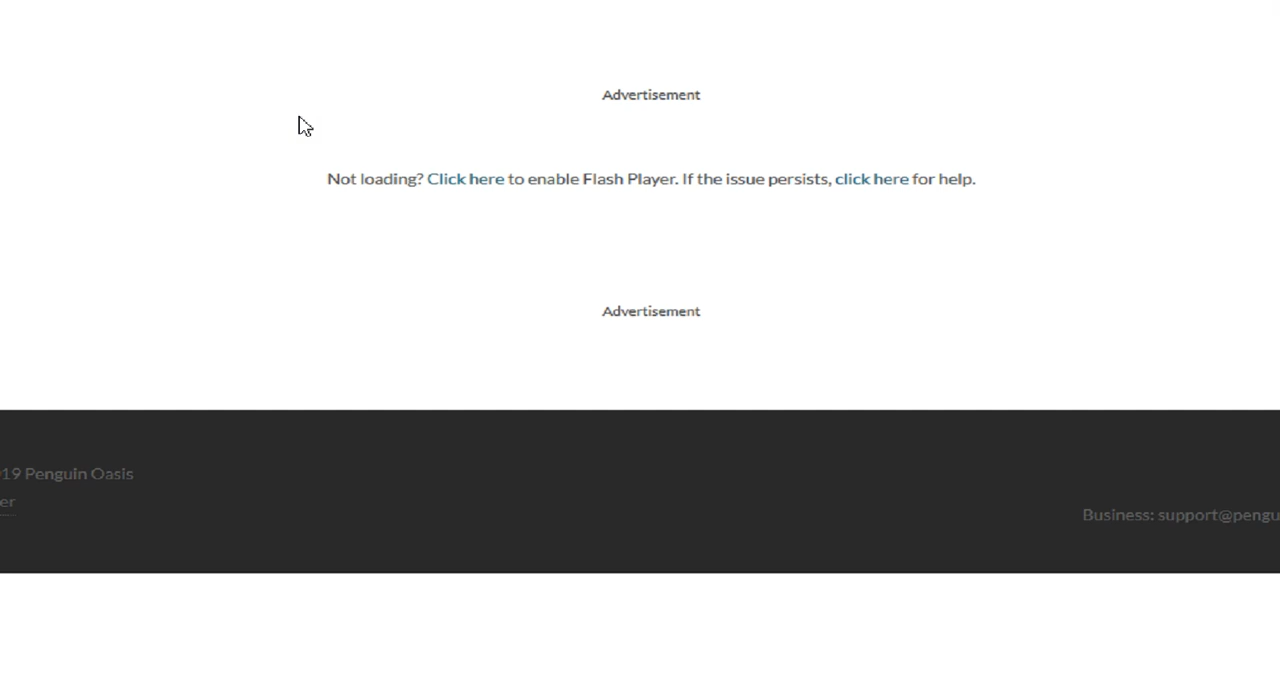 Advertisement
Not loading? Click here to enable Flash Player. If the issue persists, click here for help.
Advertisement
19 Penguin Oasis
er
Business: support@pengu